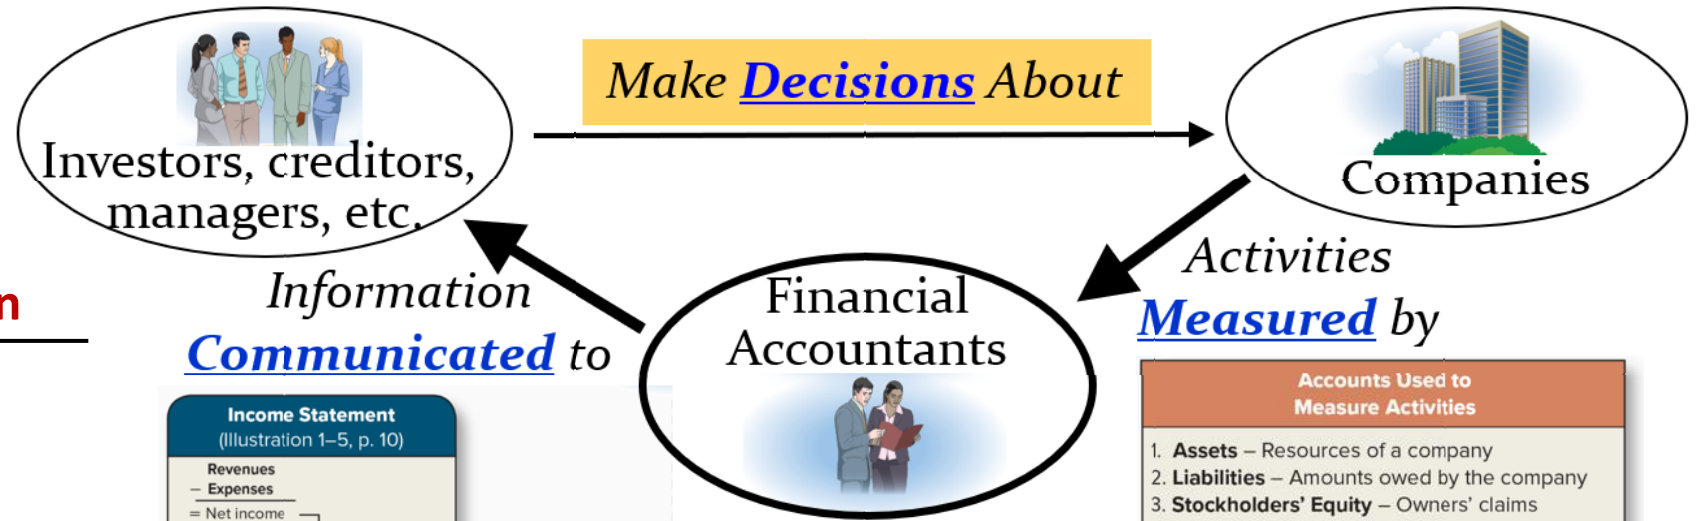 Make Decisions About
Investors, creditors,
managers, etc.
Companies
Information
Communicated to
Financial
Accountants
Activities
Measured by
n
Income Statement
(Illustration 1–5, p. 10)
Revenues
– Expenses
= Net income
Accounts Used to
Measure Activities
1. Assets – Resources of a company
2. Liabilities – Amounts owed by the company
3. Stockholders' Equity – Owners' claims